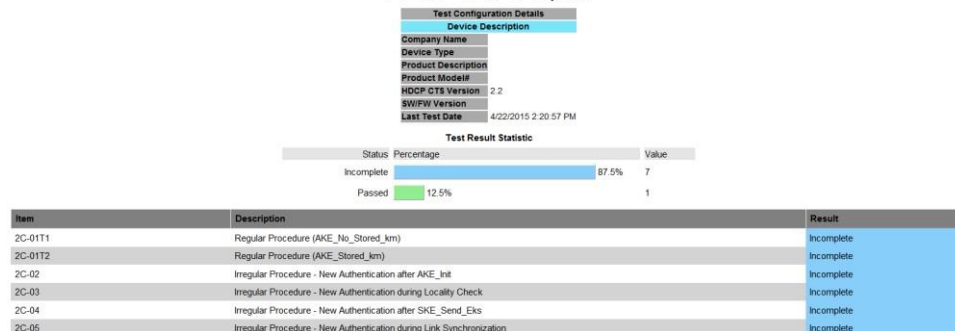 Test Configuration Details
Device Description
Company Name
Device Type
Product Description
Product Model#
HDCP CTS Version 2.2
SW/FW Version
Last Test Date 4/22/2015 2:20:57 PM
Test Result Statistic
Status Percentage Value
Incomplete 87.5% 7
Passed 12.5% 1
Item Description Result
2C-01T1 Regular Procedure (AKE_No_Stored_km) Incomplete
2C-01T2 Regular Procedure (AKE_Stored_km) Incomplete
2C-02 Irregular Procedure - New Authentication after AKE_Init Incomplete
2C-03 Irregular Procedure - New Authentication during Locality Check Incomplete
2C-04 Irregular Procedure - New Authentication after SKE_Send_Eks Incomplete
2C-05 Irregular Procedure - New Authentication during Link Synchronization Incomplete